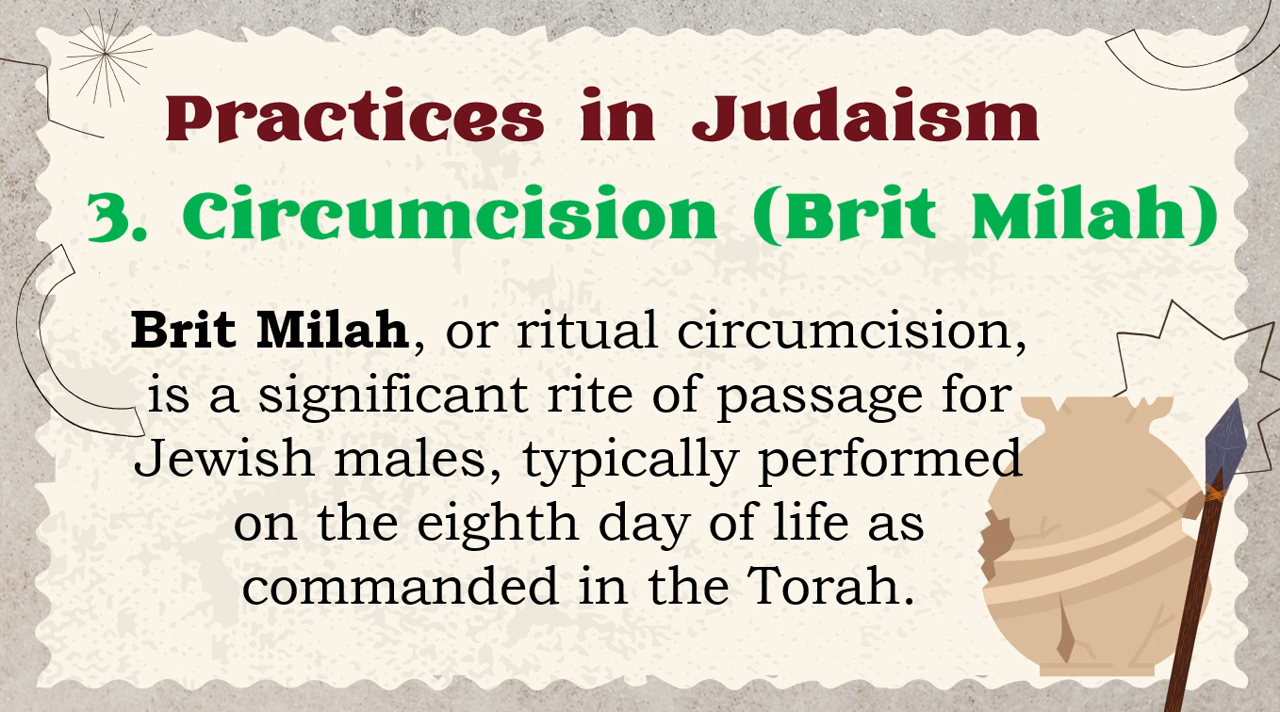 Practices in Judaism
3. Circumcision (Brit Milah)
Brit Milah, or ritual circumcision,
is a significant rite of passage for
Jewish males, typically performed
on the eighth day of life as
commanded in the Torah.